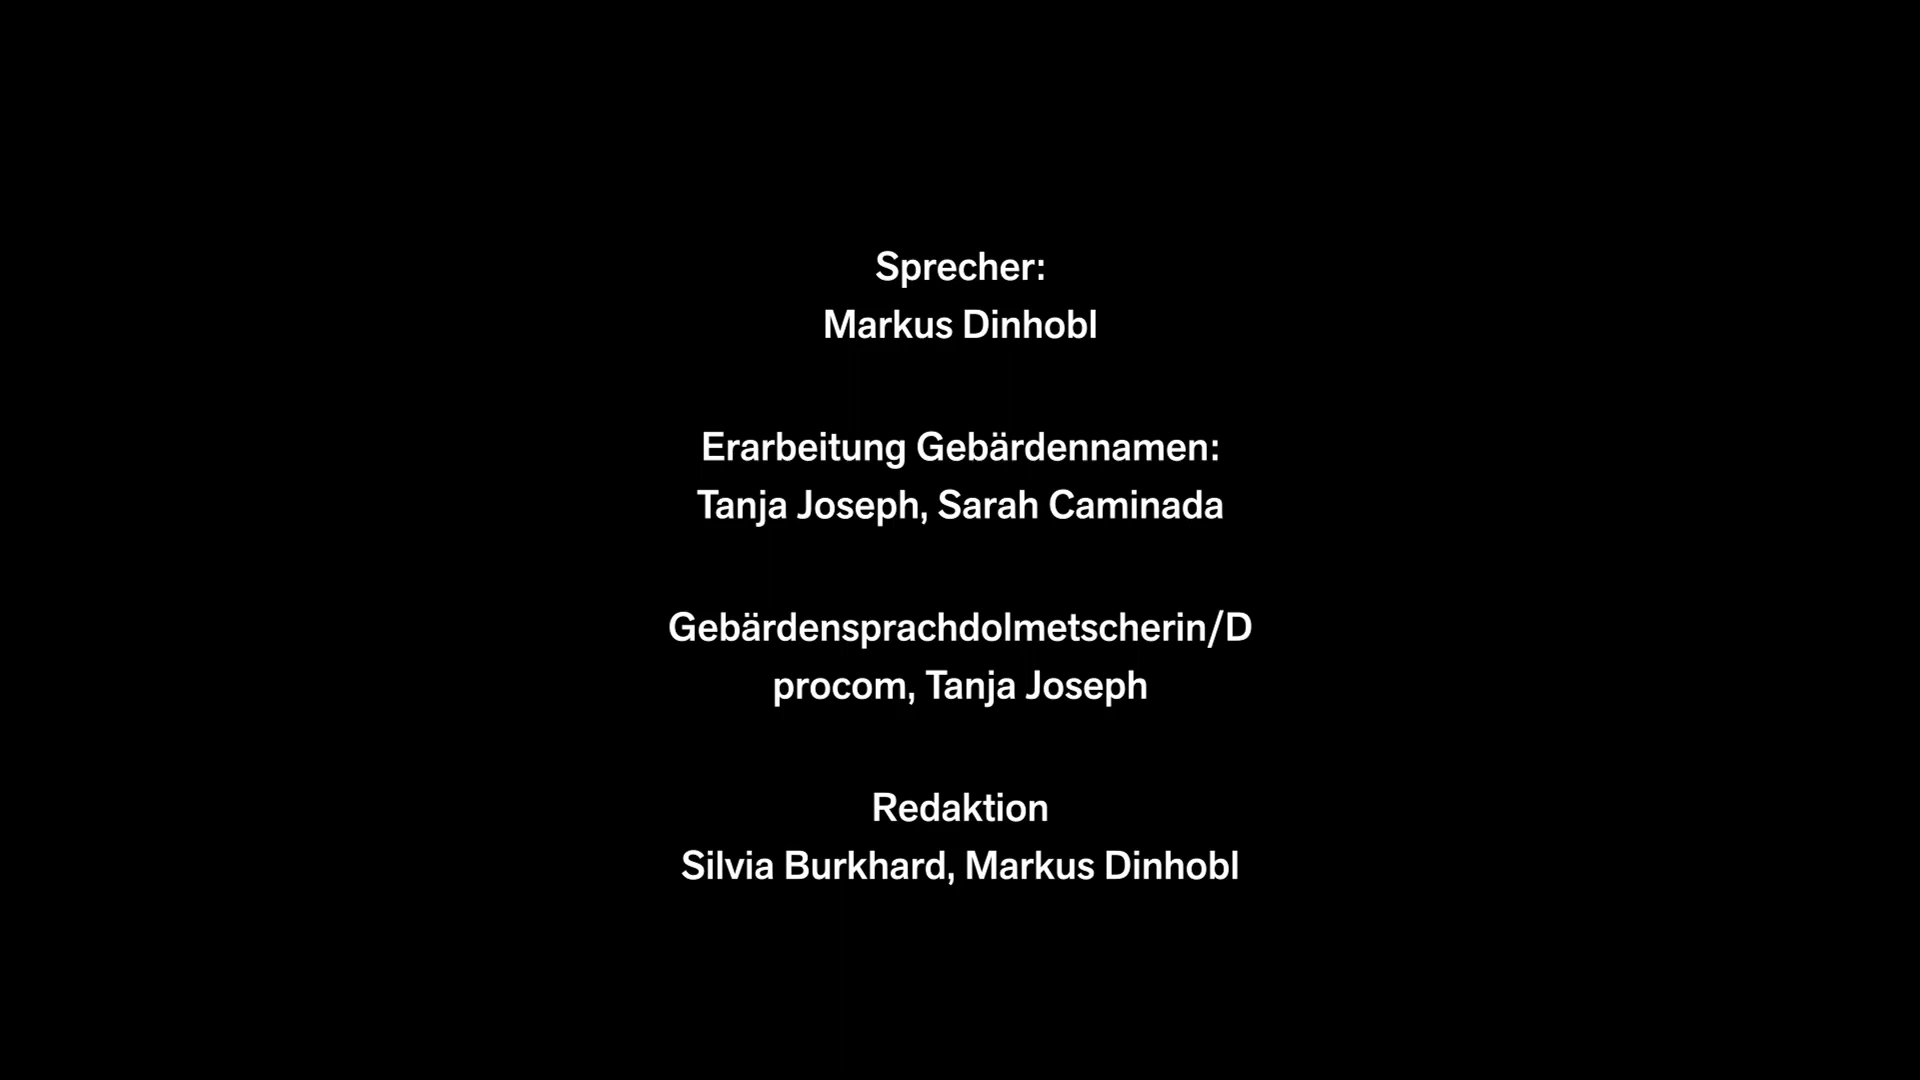 Sprecher:
Markus Dinhobl
Erarbeitung Gebärdennamen:
Tanja Joseph, Sarah Caminada
Gebärdensprachdolmetscherin/D
procom, Tanja Joseph
Redaktion
Silvia Burkhard, Markus Dinhobl